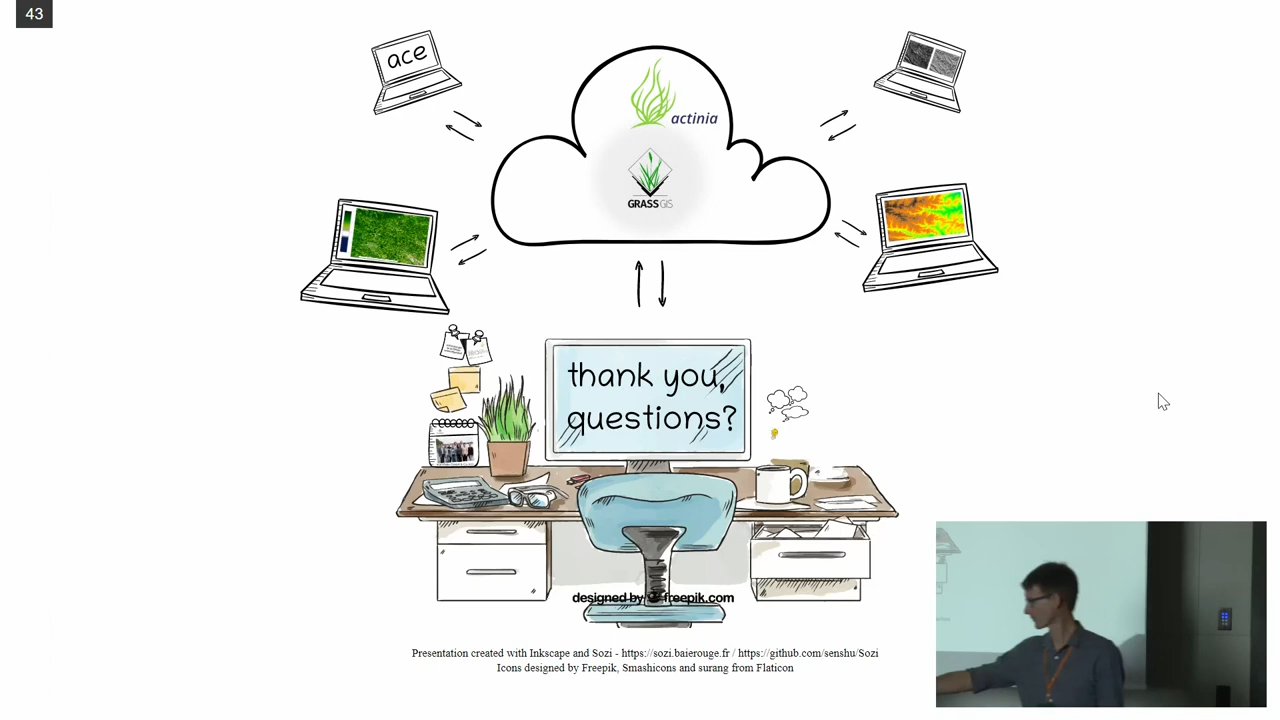 43
ace
actinia
GRASS GIS
thank you,
questions?
designed by freepik.com
Presentation created with Inkscape and Sozi - https://sozi.baierouge.fr / https://github.com/senshu/Sozi
Icons designed by Freepik, Smashicons and surang from Flaticon